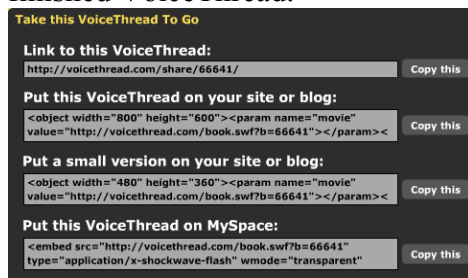 Take this VoiceThread To Go
Link to this VoiceThread:
http://voicethread.com/share/66641/
Copy this
Put this VoiceThread on your site or blog:
<object width="800" height="600"><param name="movie"
value="http://voicethread.com/book.swf?b=66641"></param><
Copy this
Put a small version on your site or blog:
<object width="480" height="360"><param name="movie"
value="http://voicethread.com/book.swf?b=66641"></param><
Copy this
Put this VoiceThread on MySpace:
<embed src="http://voicethread.com/book.swf?b=66641"
type="application/x-shockwave-flash" wmode="transparent"
Copy this